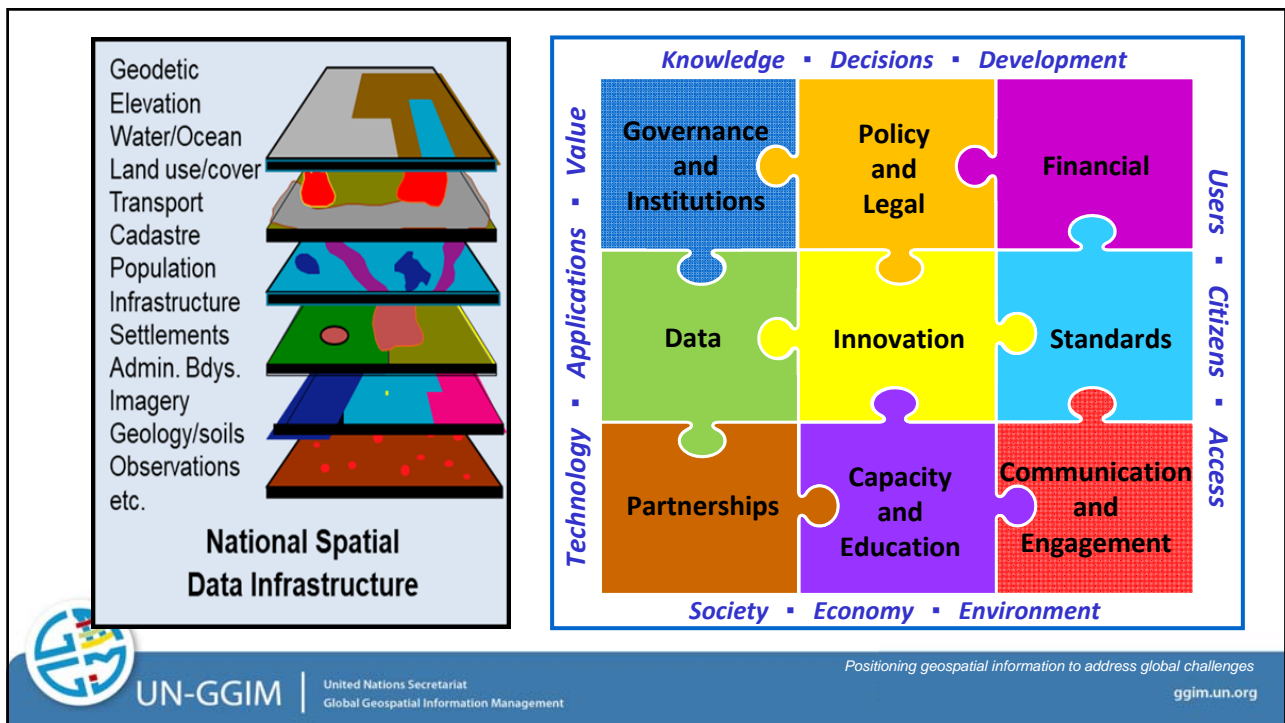 Geodetic
Elevation
Water/Ocean
Land use/cover
Transport
Cadastre
Population
Infrastructure
Settlements
Admin. Bdys.
Imagery
Geology/soils
Observations
etc.
National Spatial
Data Infrastructure
Knowledge ▪ Decisions ▪ Development
Technology ▪ Applications ▪ Value
Governance
and
Institutions
Policy
and
Legal
Financial
Data
Innovation
Standards
Partnerships
Capacity
and
Education
Communication
and
Engagement
Users ▪ Citizens ▪ Access
Society ▪ Economy ▪ Environment
Positioning geospatial information to address global challenges
UN-GGIM
United Nations Secretariat
Global Geospatial Information Management
ggim.un.org